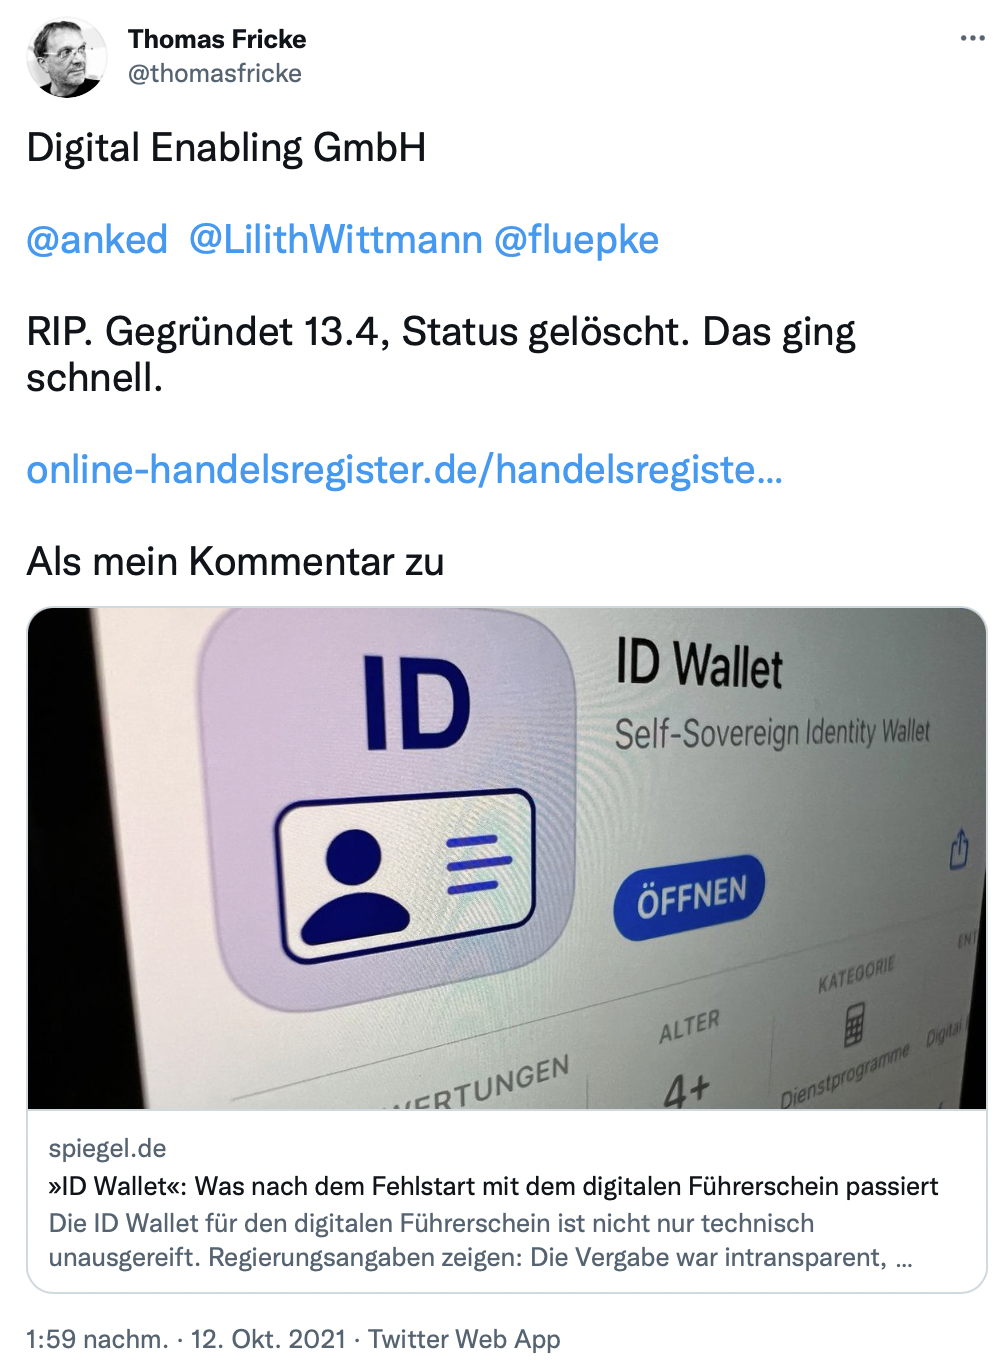 Thomas Fricke
@thomasfricke
Digital Enabling GmbH
@anked @LilithWittmann @fluepke
RIP. Gegründet 13.4, Status gelöscht. Das ging
schnell.
online-handelsregister.de/handelsregiste...
Als mein Kommentar zu
ID
ID Wallet
Self-Sovereign Identity Wallet
ÖFFNEN
ERTUNGEN
ALTER
4+
KATEGORIE
Dienstprogramme
ENT
Digital
spiegel.de
»ID Wallet«: Was nach dem Fehlstart mit dem digitalen Führerschein passiert
Die ID Wallet für den digitalen Führerschein ist nicht nur technisch
unausgereift. Regierungsangaben zeigen: Die Vergabe war intransparent, ...
1:59 nachm. · 12. Okt. 2021 · Twitter Web App